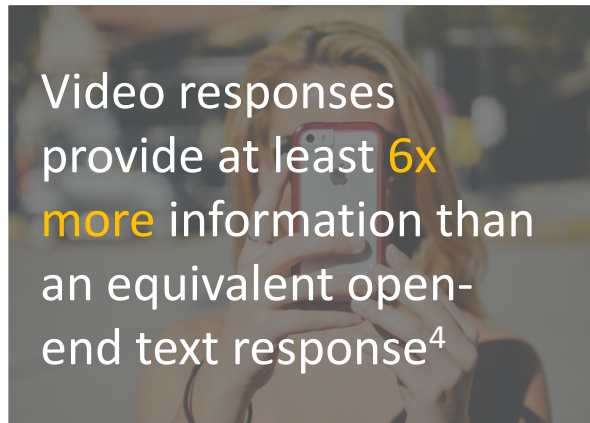 Video responses
provide at least 6x
more information than
an equivalent open-
end text response⁴